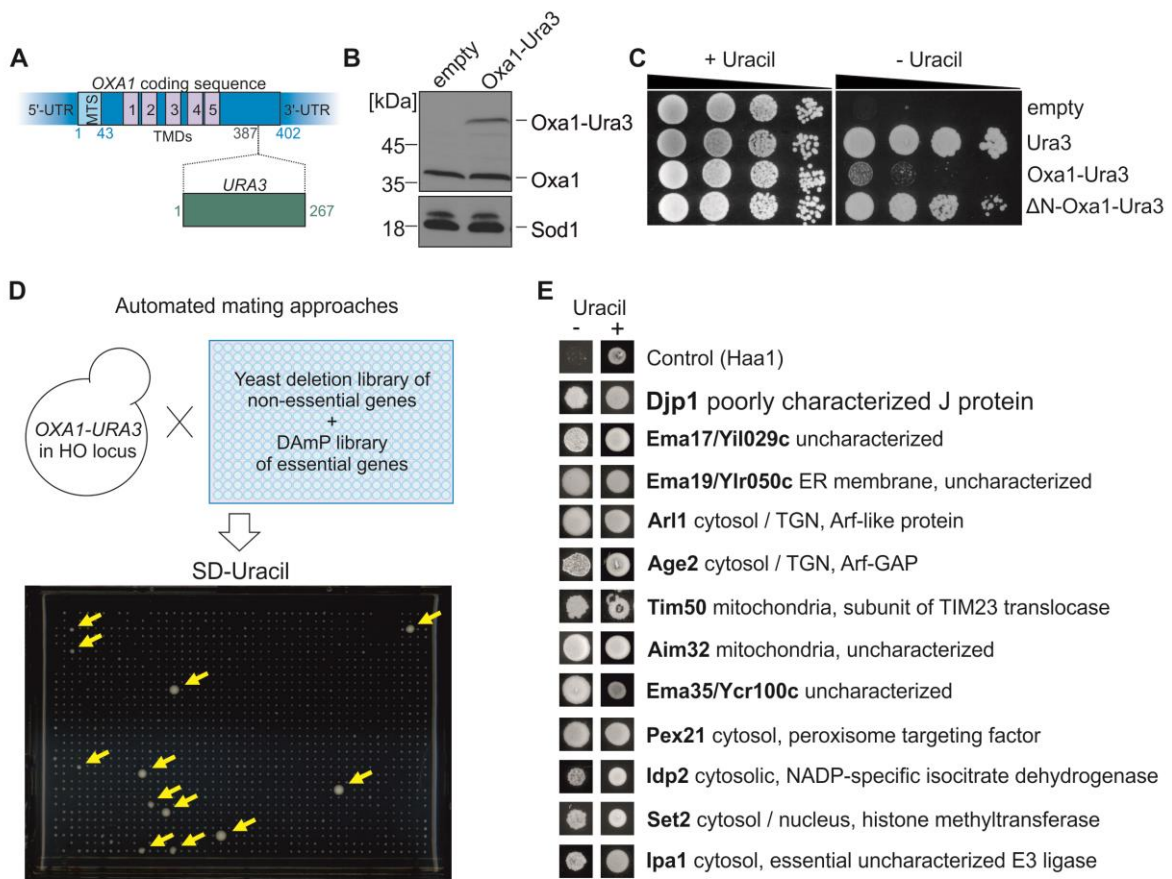 A
OXA1 coding sequence
5'-UTR
MTS
1
2
3
4
5
3'-UTR
1
43
TMDs
387
402
URA3
1
267
B
empty
Oxa1-Ura3
[kDa]
45
35
18
Oxa1-Ura3
Oxa1
Sod1
C
+ Uracil
- Uracil
empty
Ura3
Oxa1-Ura3
ΔN-Oxa1-Ura3
D
Automated mating approaches
OXA1-URA3
in HO locus
Yeast deletion library of
non-essential genes
+
DAmP library
of essential genes
SD-Uracil
E
Uracil
- +
Control (Haa1)
Djp1 poorly characterized J protein
Ema17/Yil029c uncharacterized
Ema19/Ylr050c ER membrane, uncharacterized
Arl1 cytosol / TGN, Arf-like protein
Age2 cytosol / TGN, Arf-GAP
Tim50 mitochondria, subunit of TIM23 translocase
Aim32 mitochondria, uncharacterized
Ema35/Ycr100c uncharacterized
Pex21 cytosol, peroxisome targeting factor
Idp2 cytosolic, NADP-specific isocitrate dehydrogenase
Set2 cytosol / nucleus, histone methyltransferase
Ipa1 cytosol, essential uncharacterized E3 ligase